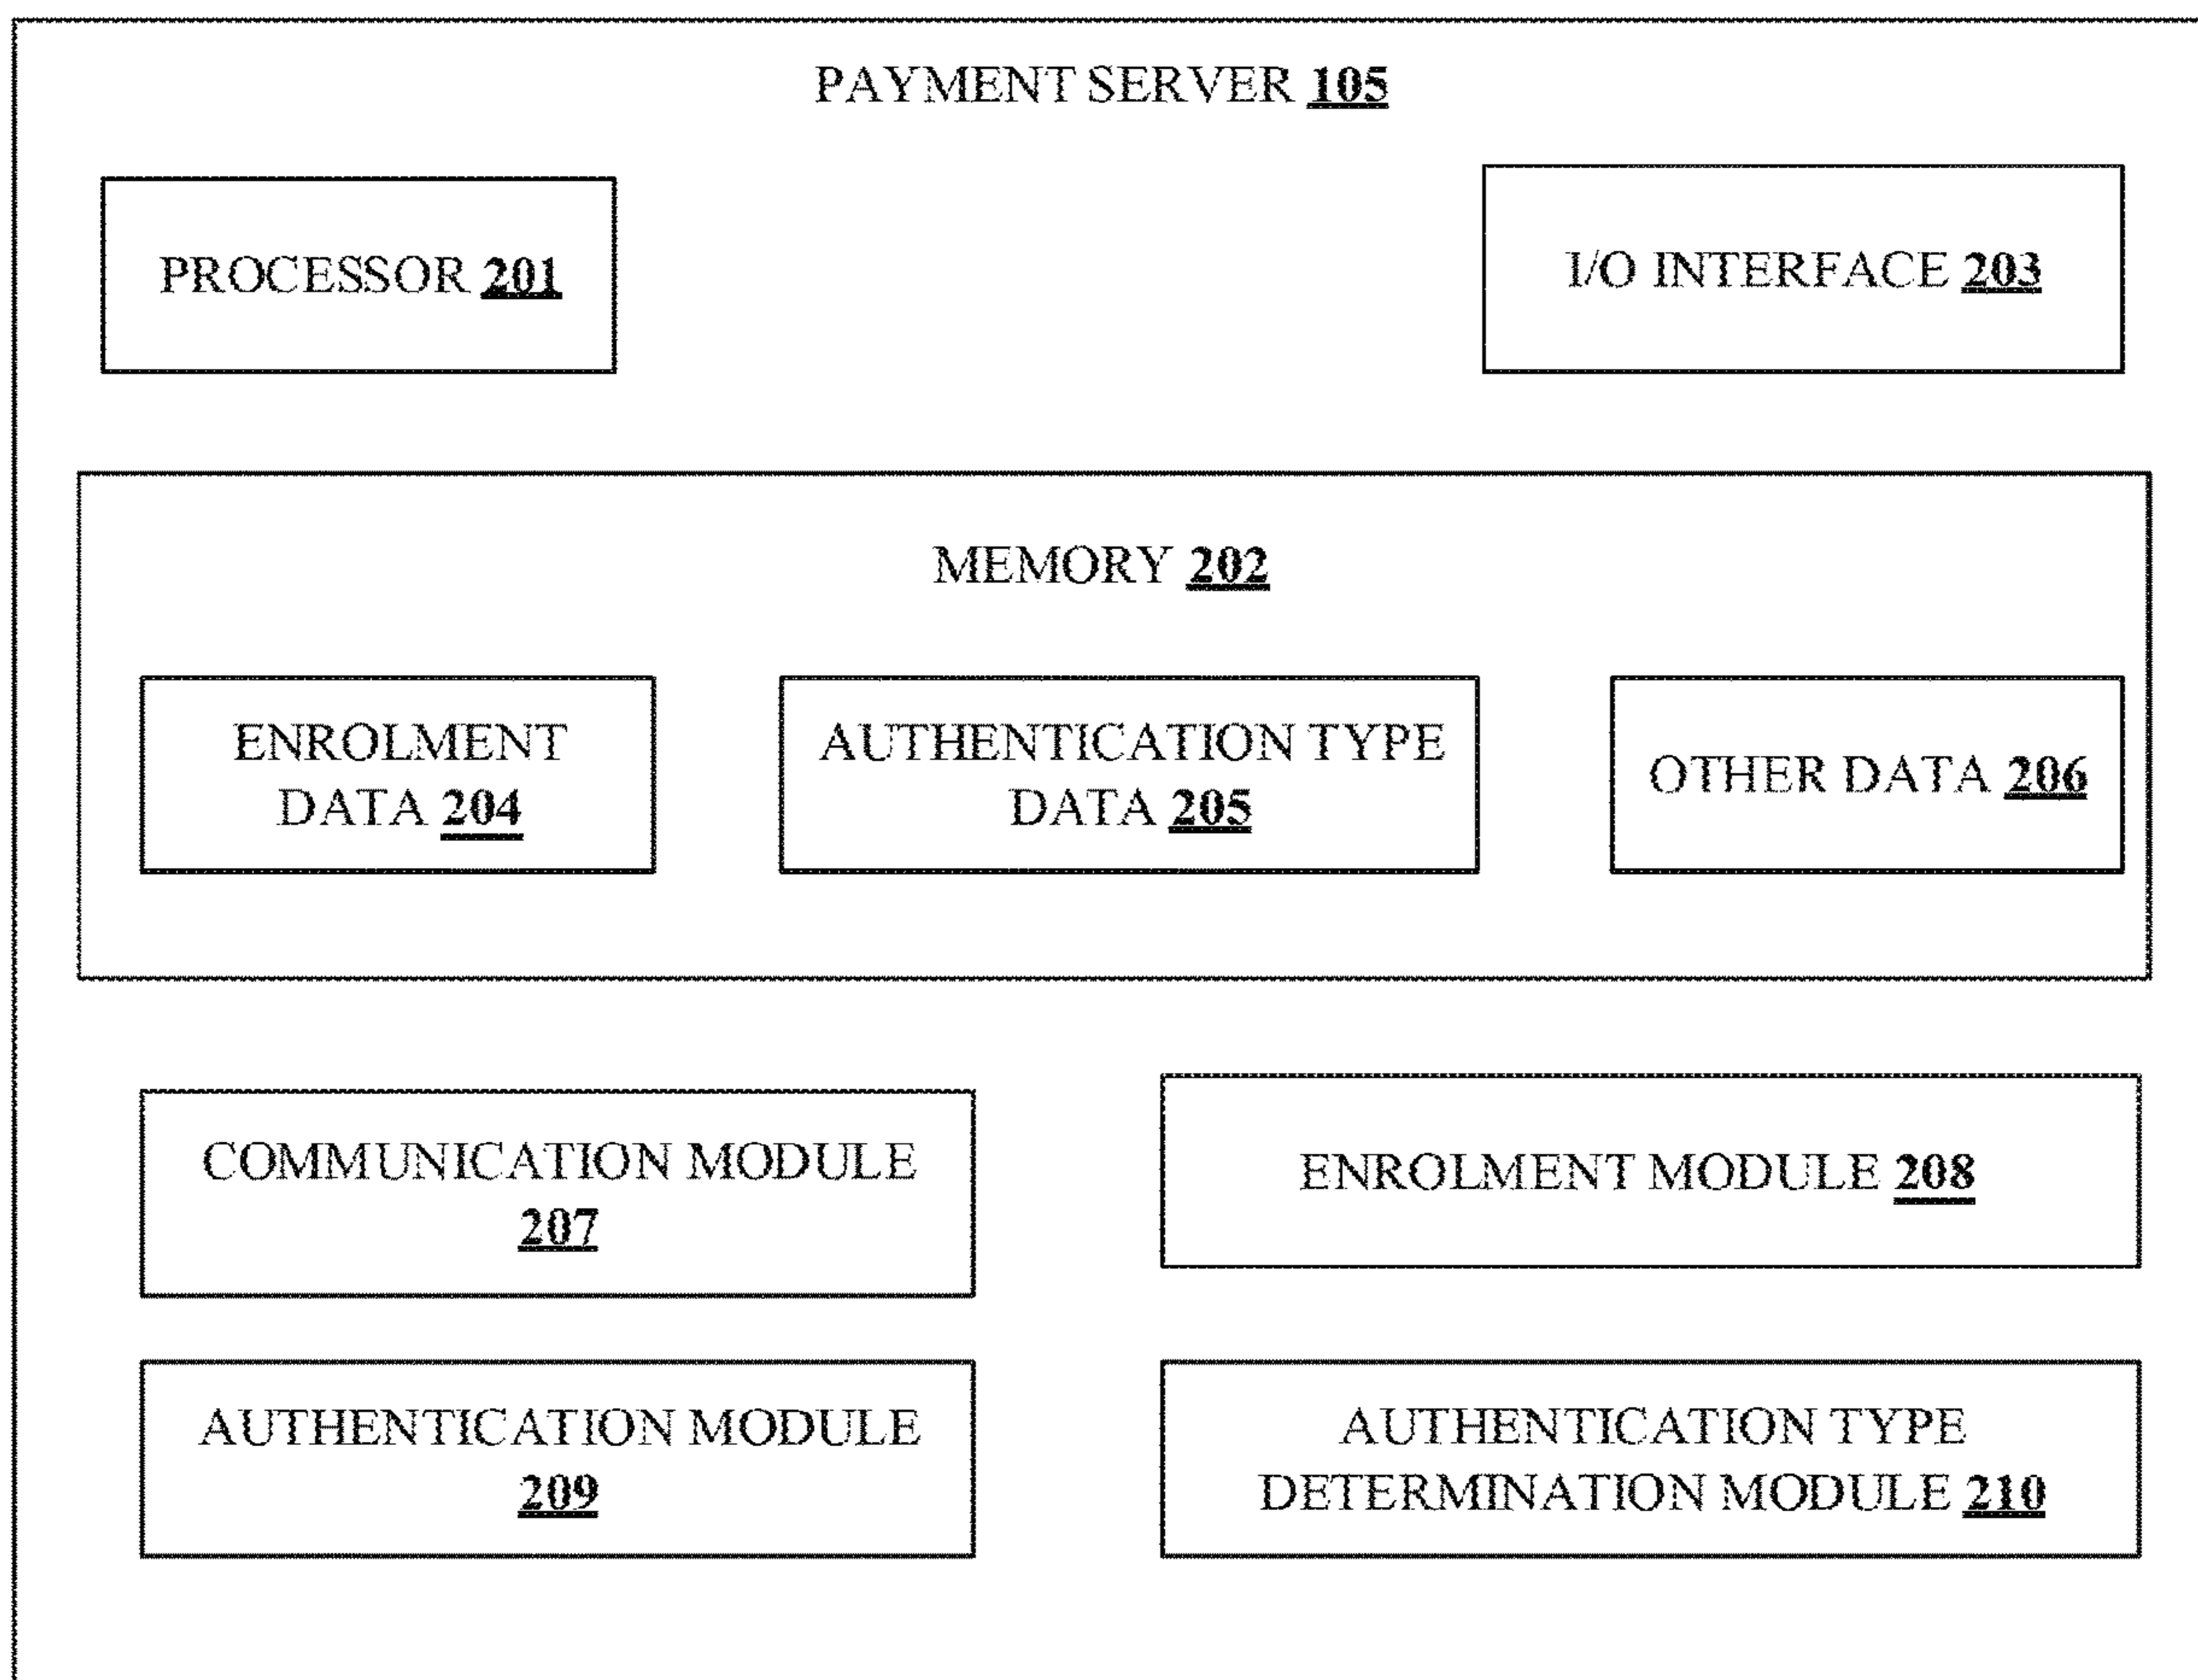 PAYMENT SERVER 105
PROCESSOR 201
I/O INTERFACE 203
MEMORY 202
ENROLMENT
DATA 204
AUTHENTICATION TYPE
DATA 205
OTHER DATA 206
COMMUNICATION MODULE
207
ENROLMENT MODULE 208
AUTHENTICATION MODULE
209
AUTHENTICATION TYPE
DETERMINATION MODULE 210